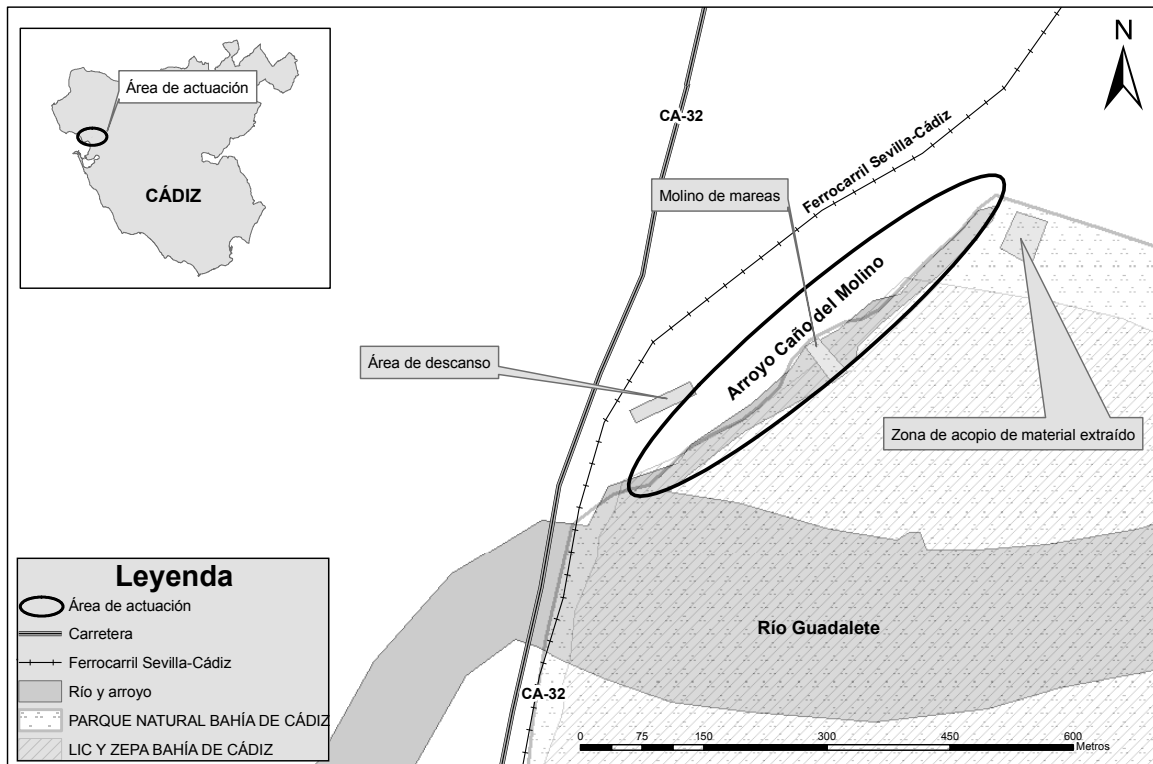 Área de actuación
CÁDIZ
N
CA-32
Ferrocarril Sevilla-Cádiz
Molino de mareas
Arroyo Caño del Molino
Área de descanso
Zona de acopio de material extraído
Río Guadalete
CA-32
Leyenda
Área de actuación
Carretera
Ferrocarril Sevilla-Cádiz
Río y arroyo
PARQUE NATURAL BAHÍA DE CÁDIZ
LIC Y ZEPA BAHÍA DE CÁDIZ
0 75 150 300 450 600
Metros